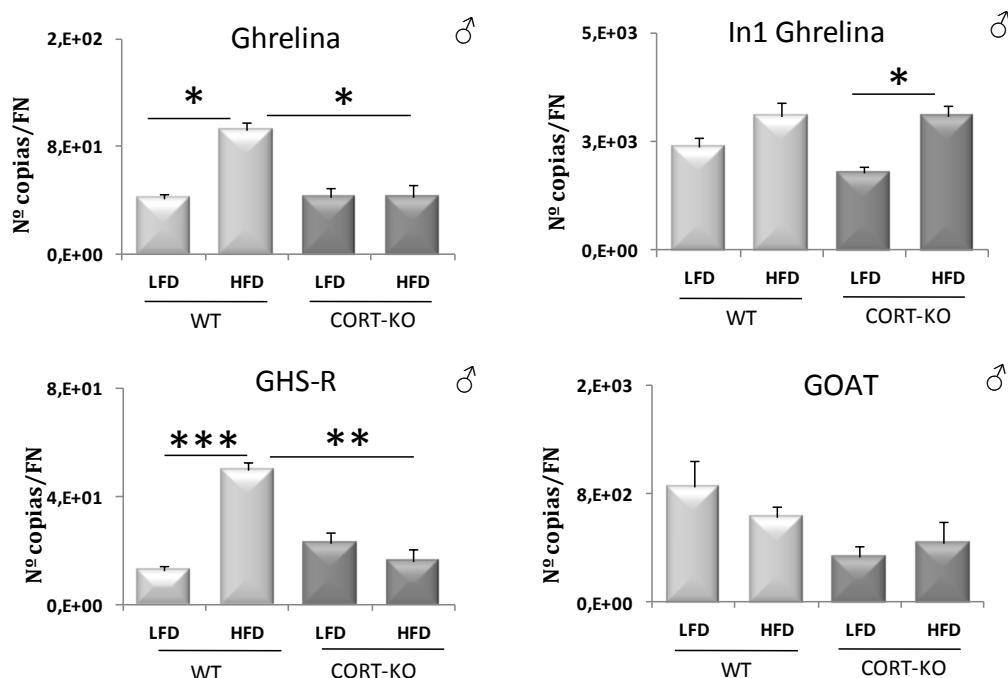 Ghrelina ♂
2,E+02
8,E+01
0,E+00
Nº copias/FN
* *
LFD HFD LFD HFD
WT CORT-KO
In1 Ghrelina ♂
5,E+03
3,E+03
0,E+00
Nº copias/FN
*
LFD HFD LFD HFD
WT CORT-KO
GHS-R ♂
8,E+01
4,E+01
0,E+00
Nº copias/FN
*** **
LFD HFD LFD HFD
WT CORT-KO
GOAT ♂
2,E+03
8,E+02
0,E+00
Nº copias/FN
LFD HFD LFD HFD
WT CORT-KO